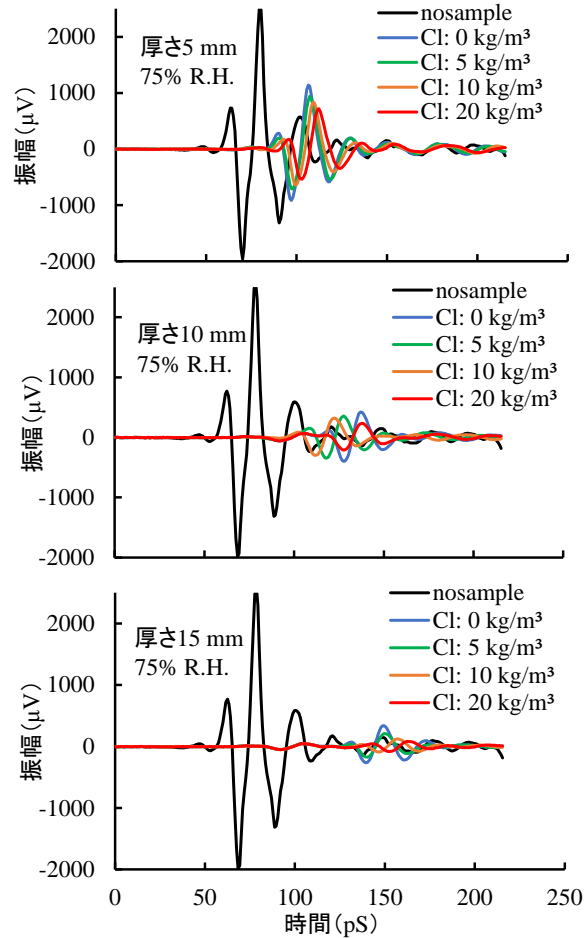 2000
1000
0
-1000
-2000
振幅(μV)
厚さ5 mm
75% R.H.
nosample
Cl: 0 kg/m³
Cl: 5 kg/m³
Cl: 10 kg/m³
Cl: 20 kg/m³
2000
1000
0
-1000
-2000
振幅(μV)
厚さ10 mm
75% R.H.
nosample
Cl: 0 kg/m³
Cl: 5 kg/m³
Cl: 10 kg/m³
Cl: 20 kg/m³
2000
1000
0
-1000
-2000
振幅(μV)
厚さ15 mm
75% R.H.
nosample
Cl: 0 kg/m³
Cl: 5 kg/m³
Cl: 10 kg/m³
Cl: 20 kg/m³
0 50 100 150 200 250
時間(pS)